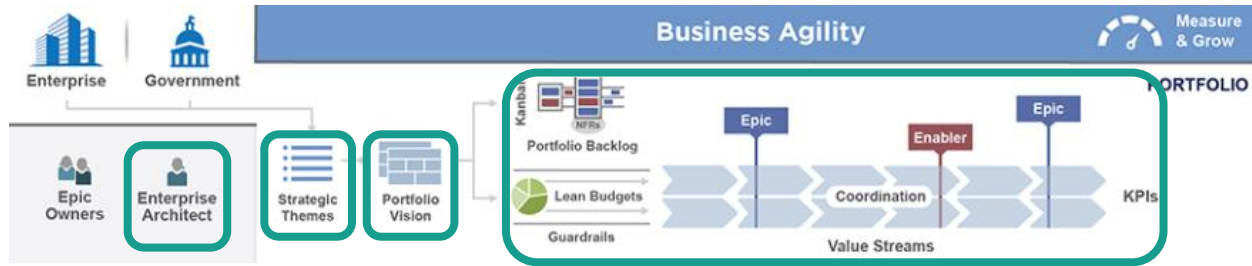 Business Agility
Measure
& Grow
Enterprise
Government
PORTFOLIO
Kanban
NFRs
Portfolio Backlog
Epic
Enabler
Epic
Epic
Owners
Enterprise
Architect
Strategic
Themes
Portfolio
Vision
Lean Budgets
Guardrails
Coordination
KPIs
Value Streams